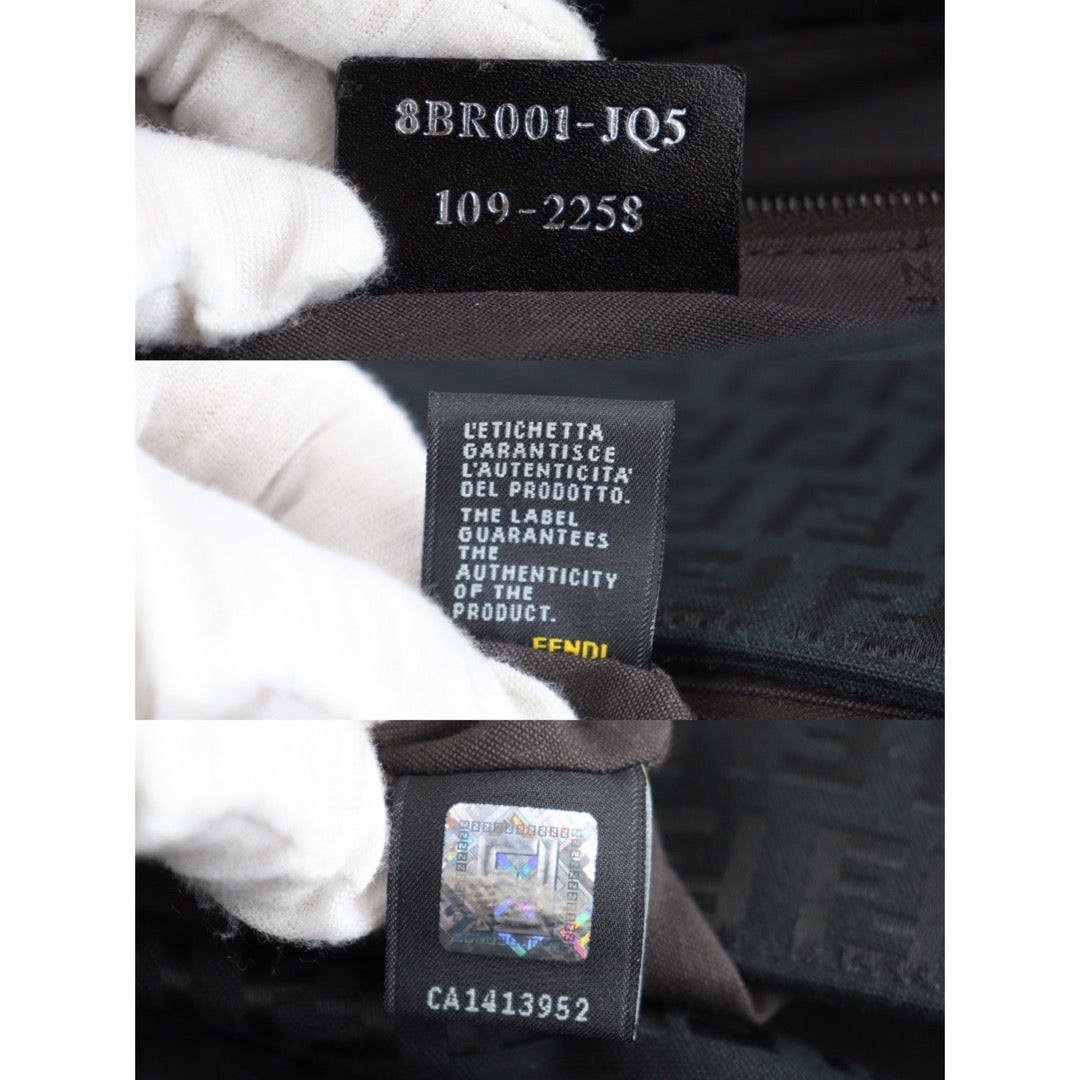 8BR001-JQ5
109-2258
L'ETICHETTA
GARANTISCE
L'AUTENTICITA'
DEL PRODOTTO.
THE LABEL
GUARANTEES
THE
AUTHENTICITY
OF THE
PRODUCT.
FENDI
CA1413952